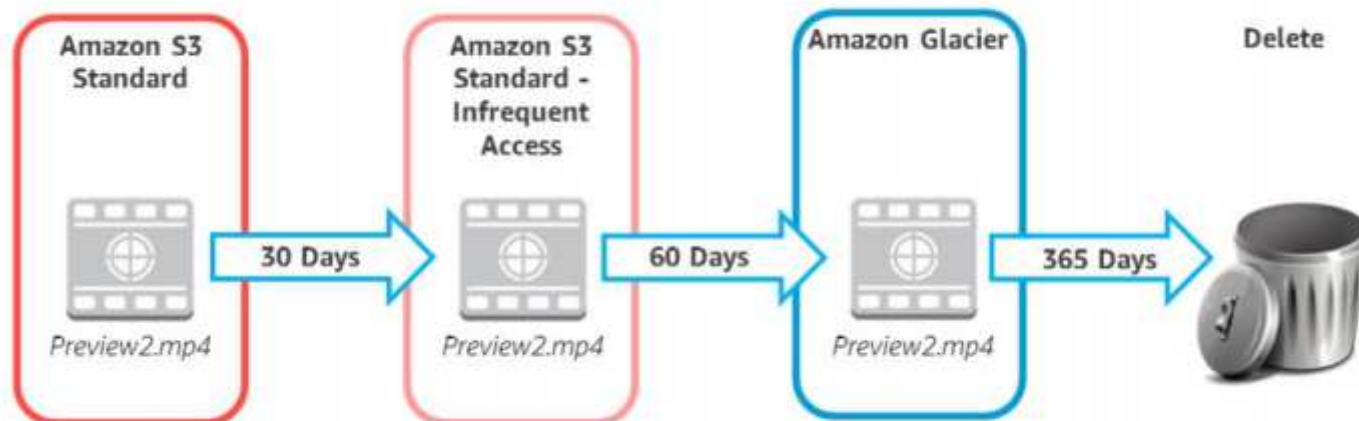 Amazon S3
Standard
Amazon S3
Standard -
Infrequent
Access
Amazon Glacier
Delete
30 Days
60 Days
365 Days
Preview2.mp4
Preview2.mp4
Preview2.mp4